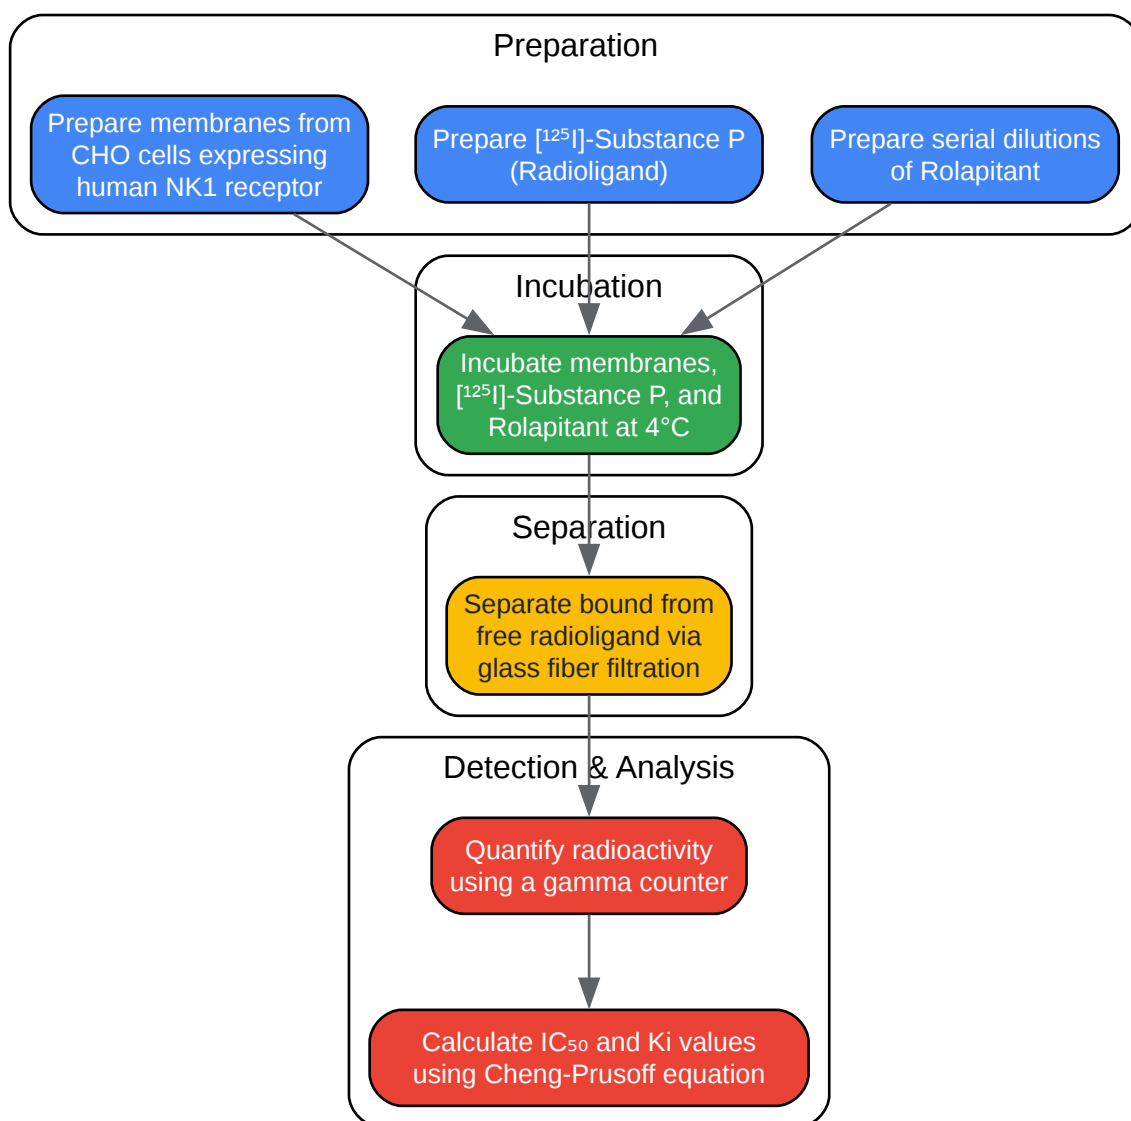 Preparation
Prepare membranes from
CHO cells expressing
human NK1 receptor
Prepare [¹²⁵I]-Substance P
(Radioligand)
Prepare serial dilutions
of Rolapitant
Incubation
Incubate membranes,
[¹²⁵I]-Substance P, and
Rolapitant at 4°C
Separation
Separate bound from
free radioligand via
glass fiber filtration
Detection & Analysis
Quantify radioactivity
using a gamma counter
Calculate IC₅₀ and Ki values
using Cheng-Prusoff equation